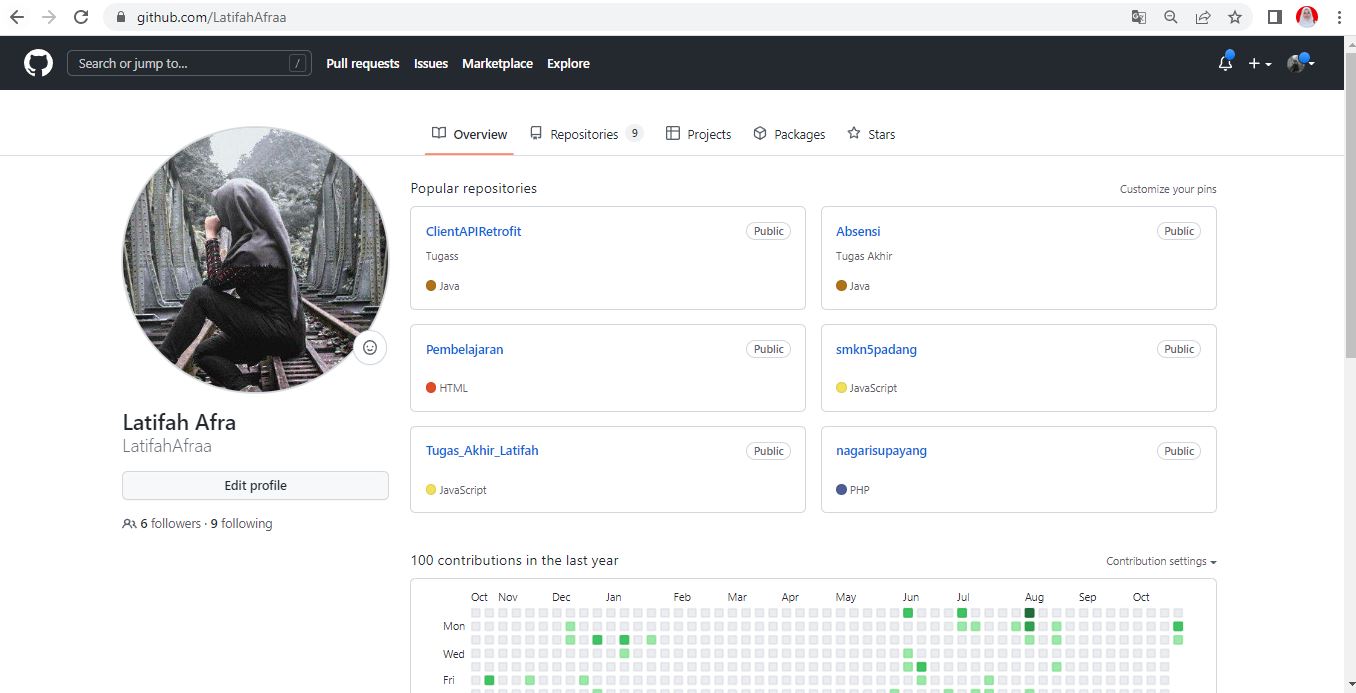 github.com/LatifahAfraa
Search or jump to... /
Pull requests Issues Marketplace Explore
Overview Repositories 9 Projects Packages Stars
Popular repositories Customize your pins
ClientAPIRetrofit Public
Tugass
Java
Absensi Public
Tugas Akhir
Java
Pembelajaran Public
HTML
smkn5padang Public
JavaScript
Tugas_Akhir_Latifah Public
JavaScript
nagarisupayang Public
PHP
Latifah Afra
LatifahAfraa
Edit profile
6 followers · 9 following
100 contributions in the last year Contribution settings
Oct Nov Dec Jan Feb Mar Apr May Jun Jul Aug Sep Oct
Mon
Wed
Fri